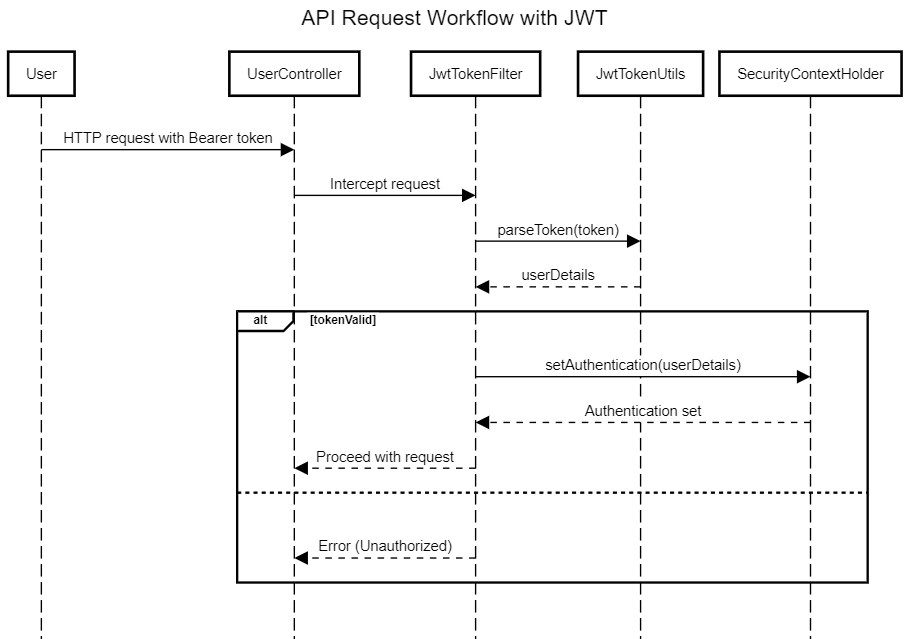 API Request Workflow with JWT
User
UserController
JwtTokenFilter
JwtTokenUtils
SecurityContextHolder
HTTP request with Bearer token
Intercept request
parseToken(token)
userDetails
alt
[tokenValid]
setAuthentication(userDetails)
Authentication set
Proceed with request
Error (Unauthorized)